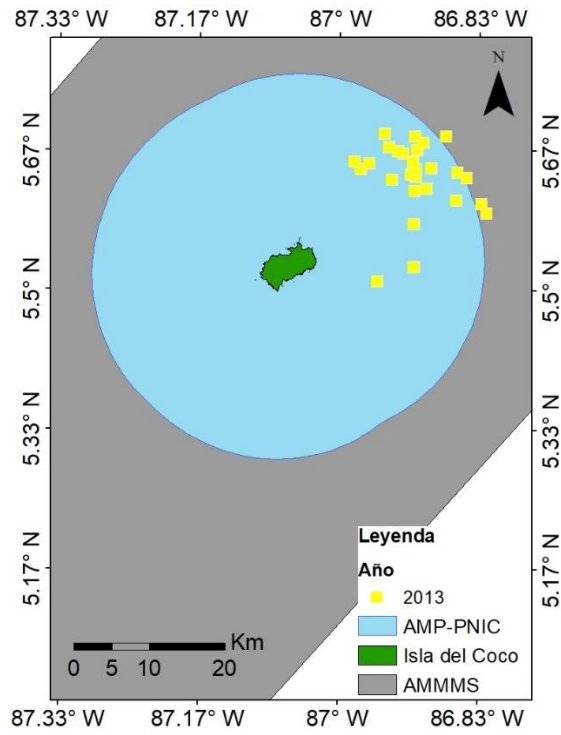 87.33° W 87.17° W 87° W 86.83° W
N
5.67° N 5.67° N
5.5° N 5.5° N
5.33° N 5.33° N
5.17° N 5.17° N
Leyenda
Año
2013
AMP-PNIC
Isla del Coco
AMMMS
Km
0 5 10 20
87.33° W 87.17° W 87° W 86.83° W